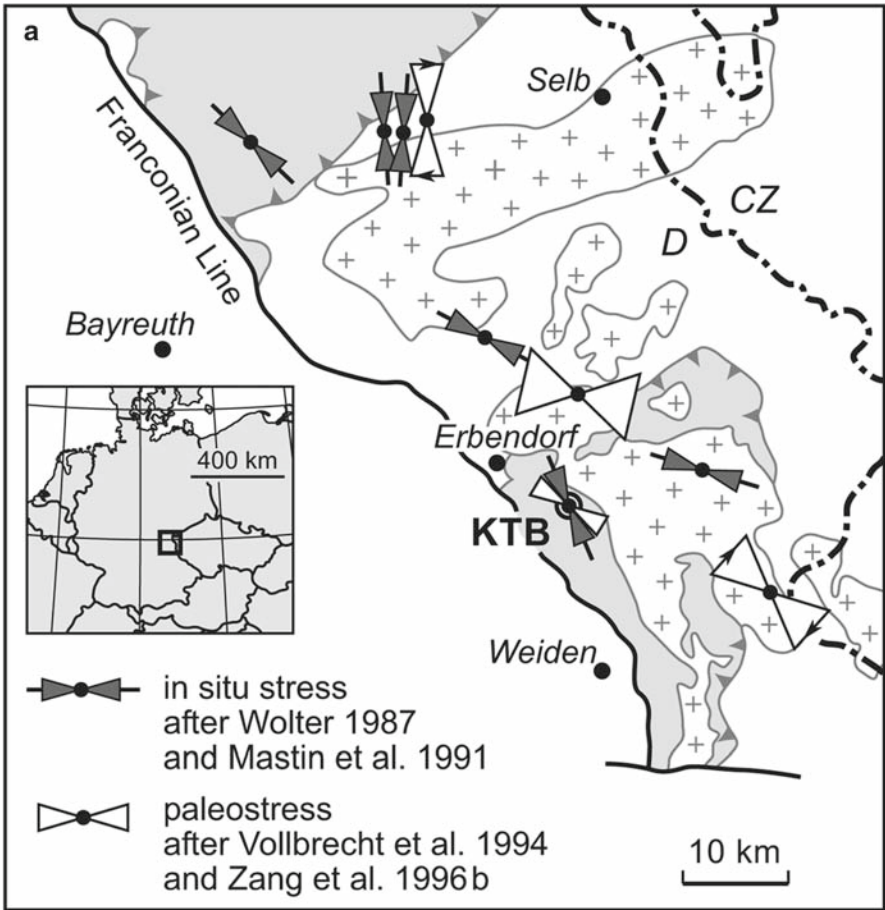 a
Selb
Franconian Line
CZ
D
Bayreuth
400 km
Erbendorf
KTB
Weiden
in situ stress
after Wolter 1987
and Mastin et al. 1991
paleostress
after Vollbrecht et al. 1994
and Zang et al. 1996b
10 km